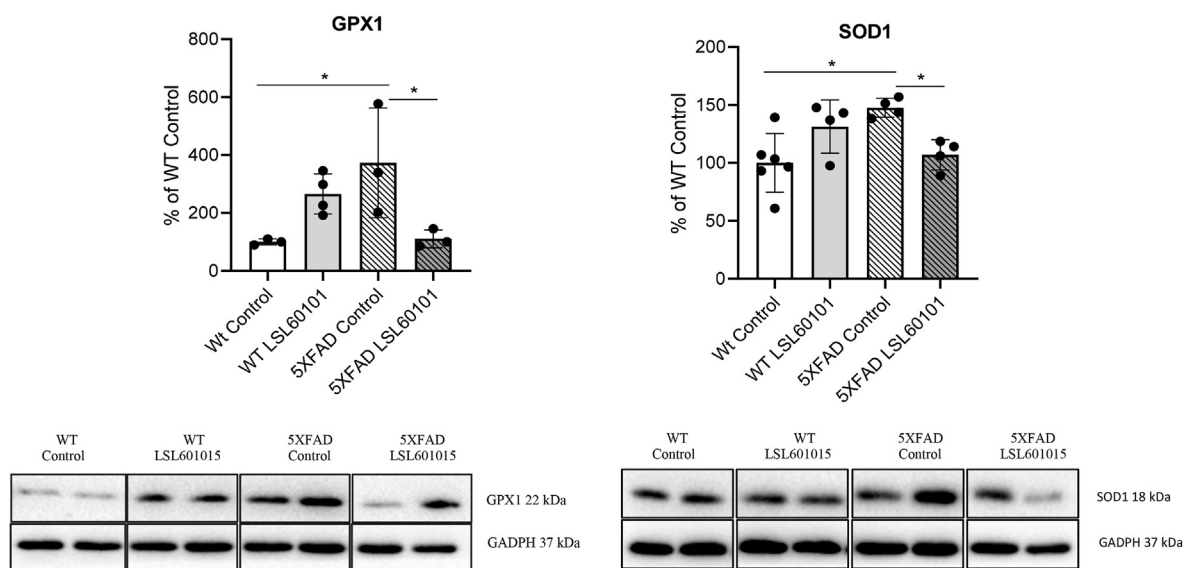 GPX1
800
600
400
200
0
% of WT Control
*
*
Wt Control
WT LSL60101
5XFAD Control
5XFAD LSL60101
SOD1
200
150
100
50
0
% of WT Control
*
*
Wt Control
WT LSL60101
5XFAD Control
5XFAD LSL60101
WT
Control
WT
LSL601015
5XFAD
Control
5XFAD
LSL601015
GPX1 22 kDa
GADPH 37 kDa
WT
Control
WT
LSL601015
5XFAD
Control
5XFAD
LSL601015
SOD1 18 kDa
GADPH 37 kDa